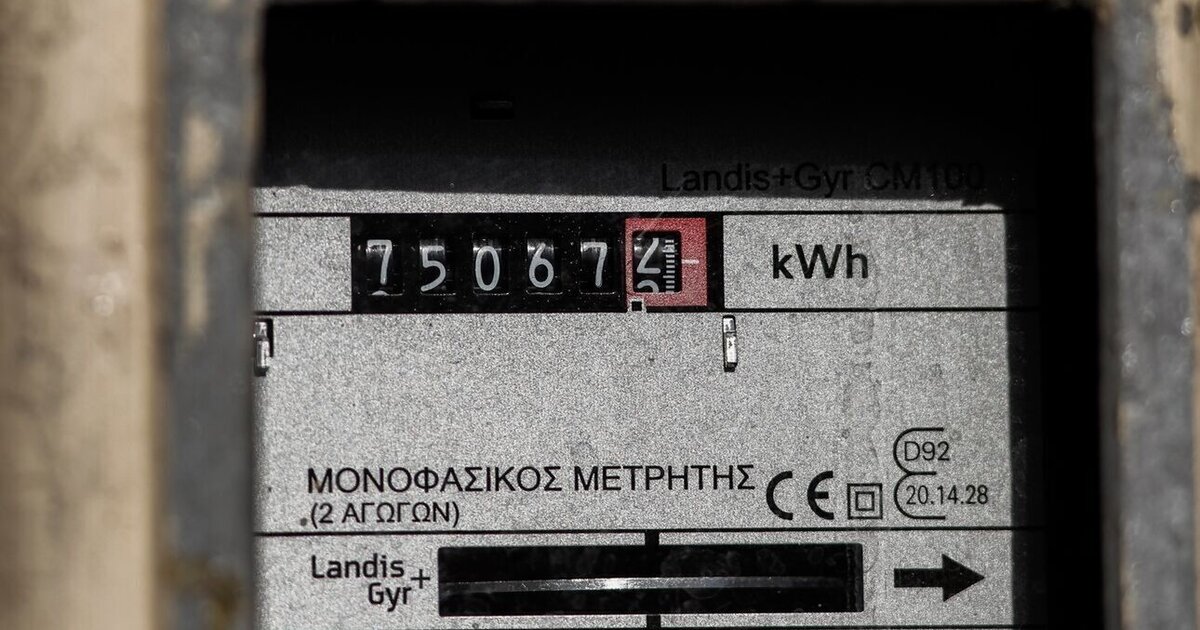 Landis+Gyr CM100
750672 kWh
ΜΟΝΟΦΑΣΙΚΟΣ ΜΕΤΡΗΤΗΣ
(2 ΑΓΩΓΩΝ)
CE
D92
20.14.28
Landis
Gyr+